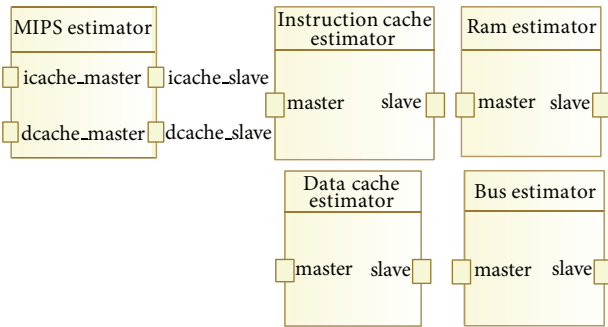 MIPS estimator
icache_master
icache_slave
dcache_master
dcache_slave
Instruction cache
estimator
master
slave
Ram estimator
master
slave
Data cache
estimator
master
slave
Bus estimator
master
slave